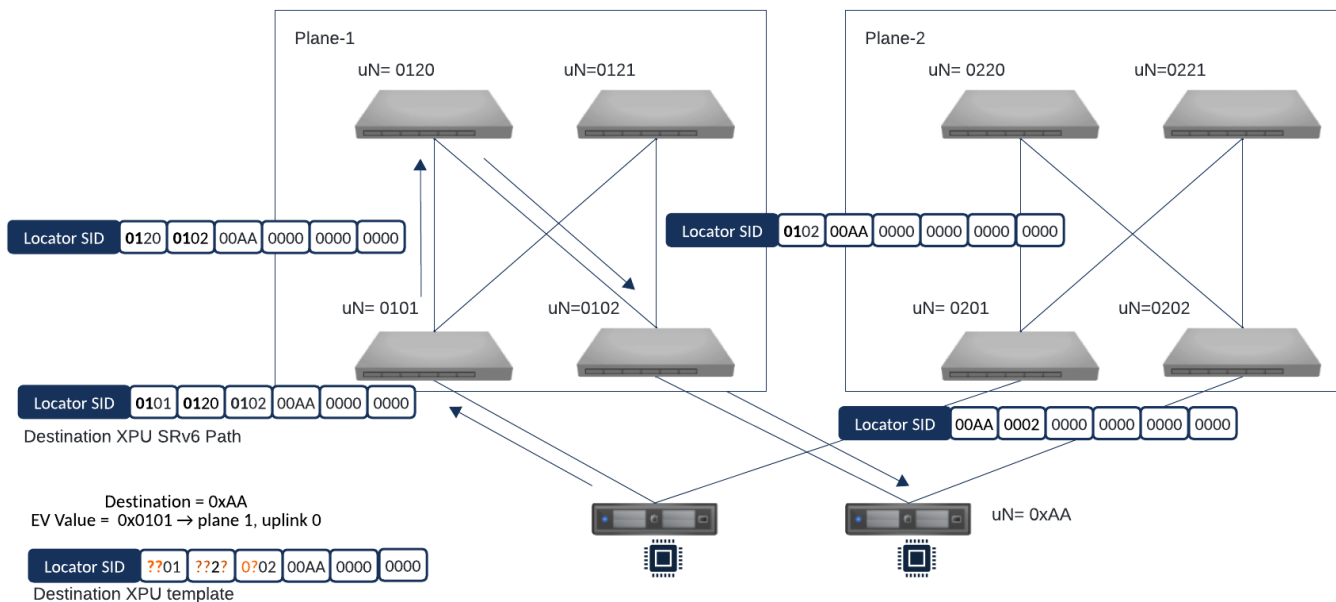 Plane-1
Plane-2
uN= 0120
uN=0121
uN= 0220
uN=0221
Locator SID 0120 0102 00AA 0000 0000 0000
Locator SID 0102 00AA 0000 0000 0000 0000
uN= 0101
uN=0102
uN= 0201
uN=0202
Locator SID 0101 0120 0102 00AA 0000 0000
Destination XPU SRv6 Path
Locator SID 00AA 0002 0000 0000 0000 0000
Destination = 0xAA
EV Value = 0x0101 → plane 1, uplink 0
uN= 0xAA
Locator SID ??01 ??2? 0?02 00AA 0000 0000
Destination XPU template